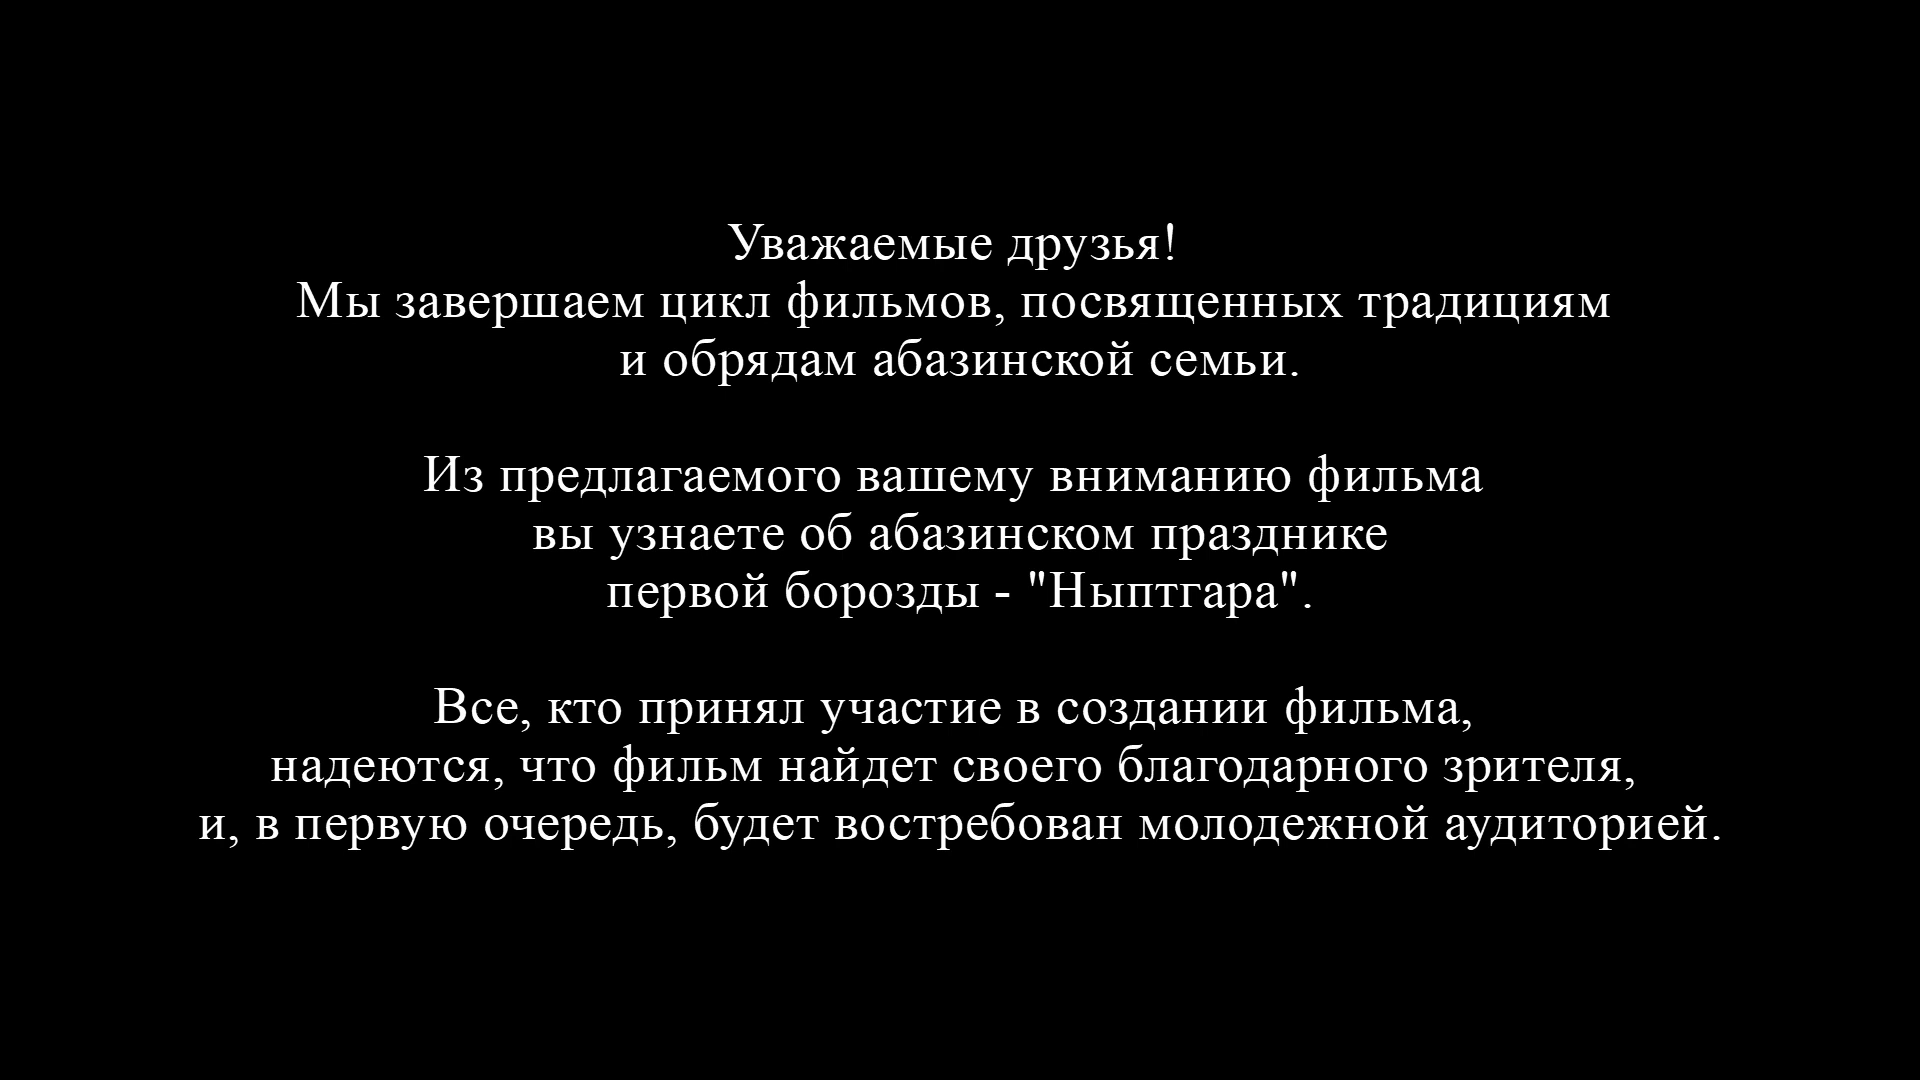 Уважаемые друзья!
Мы завершаем цикл фильмов, посвященных традициям
и обрядам абазинской семьи.
Из предлагаемого вашему вниманию фильма
вы узнаете об абазинском празднике
первой борозды - "Ныптгара".
Все, кто принял участие в создании фильма,
надеются, что фильм найдет своего благодарного зрителя,
и, в первую очередь, будет востребован молодежной аудиторией.